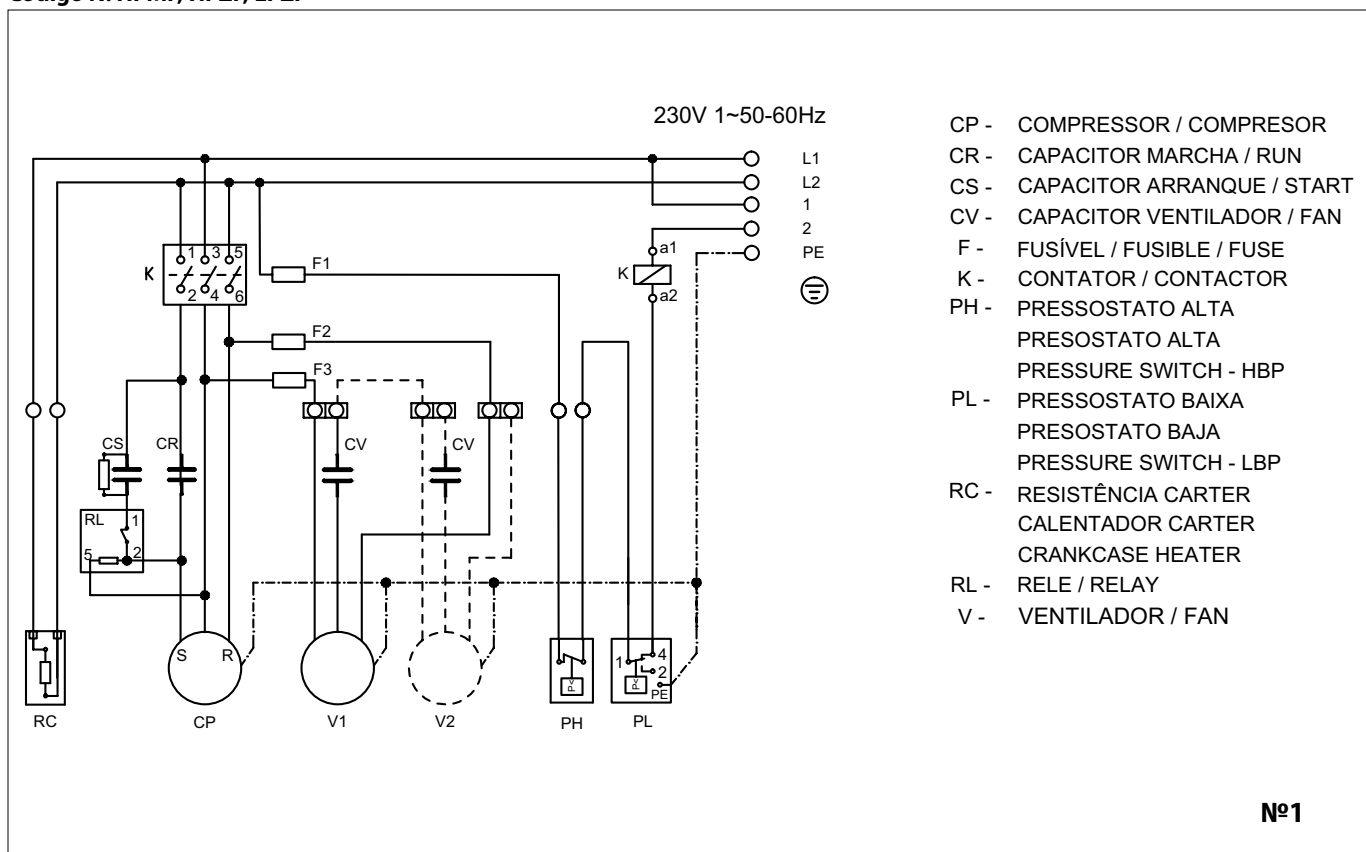 230V 1~50-60Hz
L1
L2
1
2
PE
a1
K
a2
K
1 3 5
2 4 6
F1
F2
F3
CS
CR
CV
CV
RL
1
5
2
S
R
1
4
2
PE
P<
P<
RC
CP
V1
V2
PH
PL
CP - COMPRESSOR / COMPRESOR
CR - CAPACITOR MARCHA / RUN
CS - CAPACITOR ARRANQUE / START
CV - CAPACITOR VENTILADOR / FAN
F - FUSÍVEL / FUSIBLE / FUSE
K - CONTATOR / CONTACTOR
PH - PRESSOSTATO ALTA
PRESOSTATO ALTA
PRESSURE SWITCH - HBP
PL - PRESSOSTATO BAIXA
PRESOSTATO BAJA
PRESSURE SWITCH - LBP
RC - RESISTÊNCIA CARTER
CALENTADOR CARTER
CRANKCASE HEATER
RL - RELE / RELAY
V - VENTILADOR / FAN
Nº1